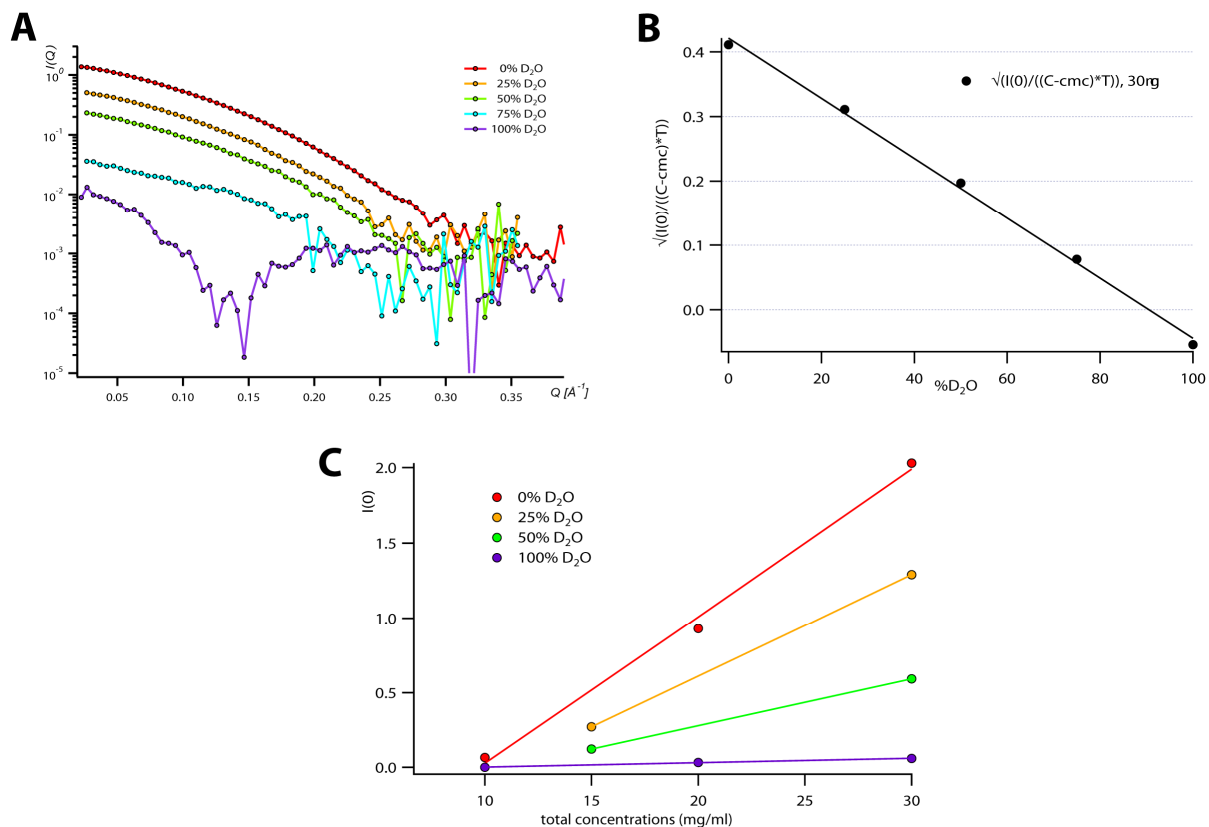 A
I(Q)
10⁰
10⁻¹
10⁻²
10⁻³
10⁻⁴
10⁻⁵
0% D₂O
25% D₂O
50% D₂O
75% D₂O
100% D₂O
0.05 0.10 0.15 0.20 0.25 0.30 0.35
Q [A⁻¹]
B
√(I(0)/((C-cmc)*T))
0.4
0.3
0.2
0.1
0.0
√(I(0)/((C-cmc)*T)), 30mg
0 20 40 60 80 100
%D₂O
C
I(0)
2.0
1.5
1.0
0.5
0.0
0% D₂O
25% D₂O
50% D₂O
100% D₂O
10 15 20 25 30
total concentrations (mg/ml)